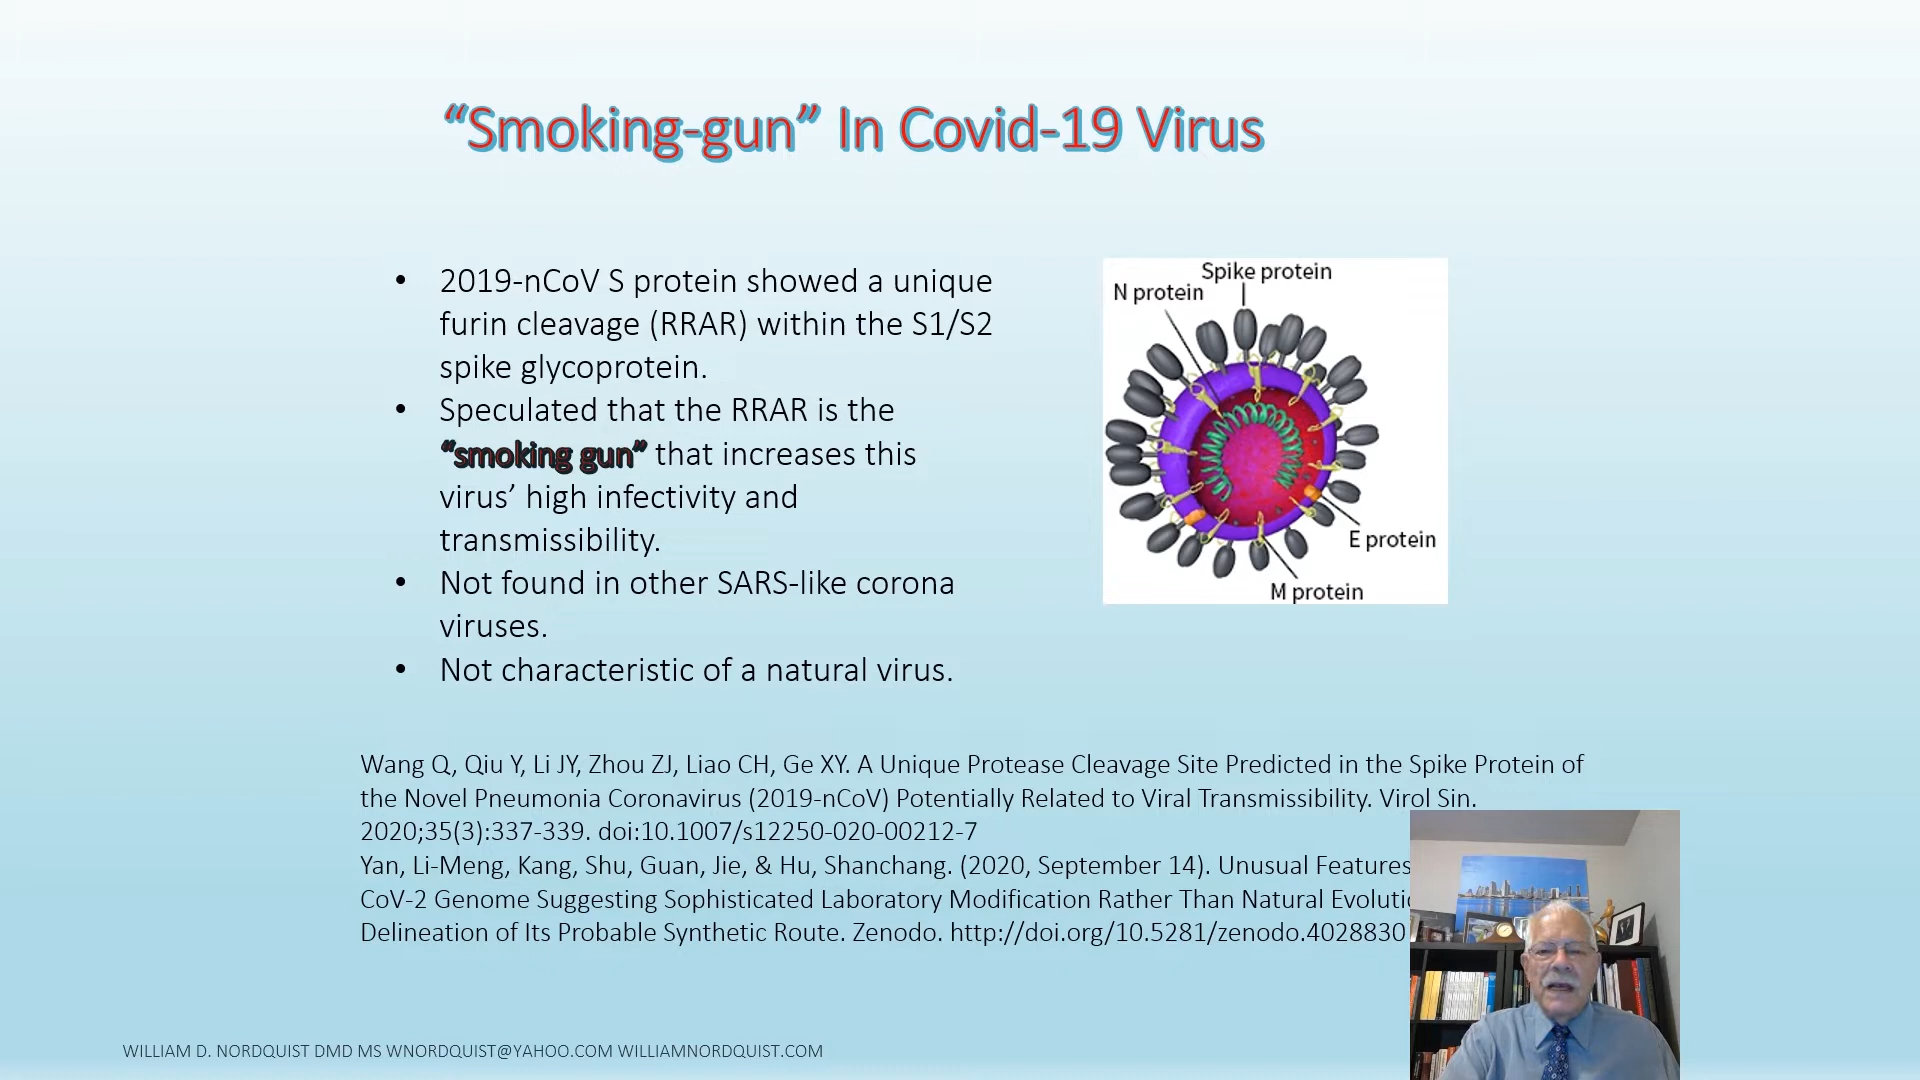 “Smoking-gun” In Covid-19 Virus
• 2019-nCoV S protein showed a unique
furin cleavage (RRAR) within the S1/S2
spike glycoprotein.
• Speculated that the RRAR is the
“smoking gun” that increases this
virus’ high infectivity and
transmissibility.
• Not found in other SARS-like corona
viruses.
• Not characteristic of a natural virus.
Spike protein
N protein
E protein
M protein
Wang Q, Qiu Y, Li JY, Zhou ZJ, Liao CH, Ge XY. A Unique Protease Cleavage Site Predicted in the Spike Protein of
the Novel Pneumonia Coronavirus (2019-nCoV) Potentially Related to Viral Transmissibility. Virol Sin.
2020;35(3):337-339. doi:10.1007/s12250-020-00212-7
Yan, Li-Meng, Kang, Shu, Guan, Jie, & Hu, Shanchang. (2020, September 14). Unusual Features
CoV-2 Genome Suggesting Sophisticated Laboratory Modification Rather Than Natural
Delineation of Its Probable Synthetic Route. Zenodo. http://doi.org/10.5281/zenodo.4028830
WILLIAM D. NORDQUIST DMD MS WNORDQUIST@YAHOO.COM WILLIAMNORDQUIST.COM